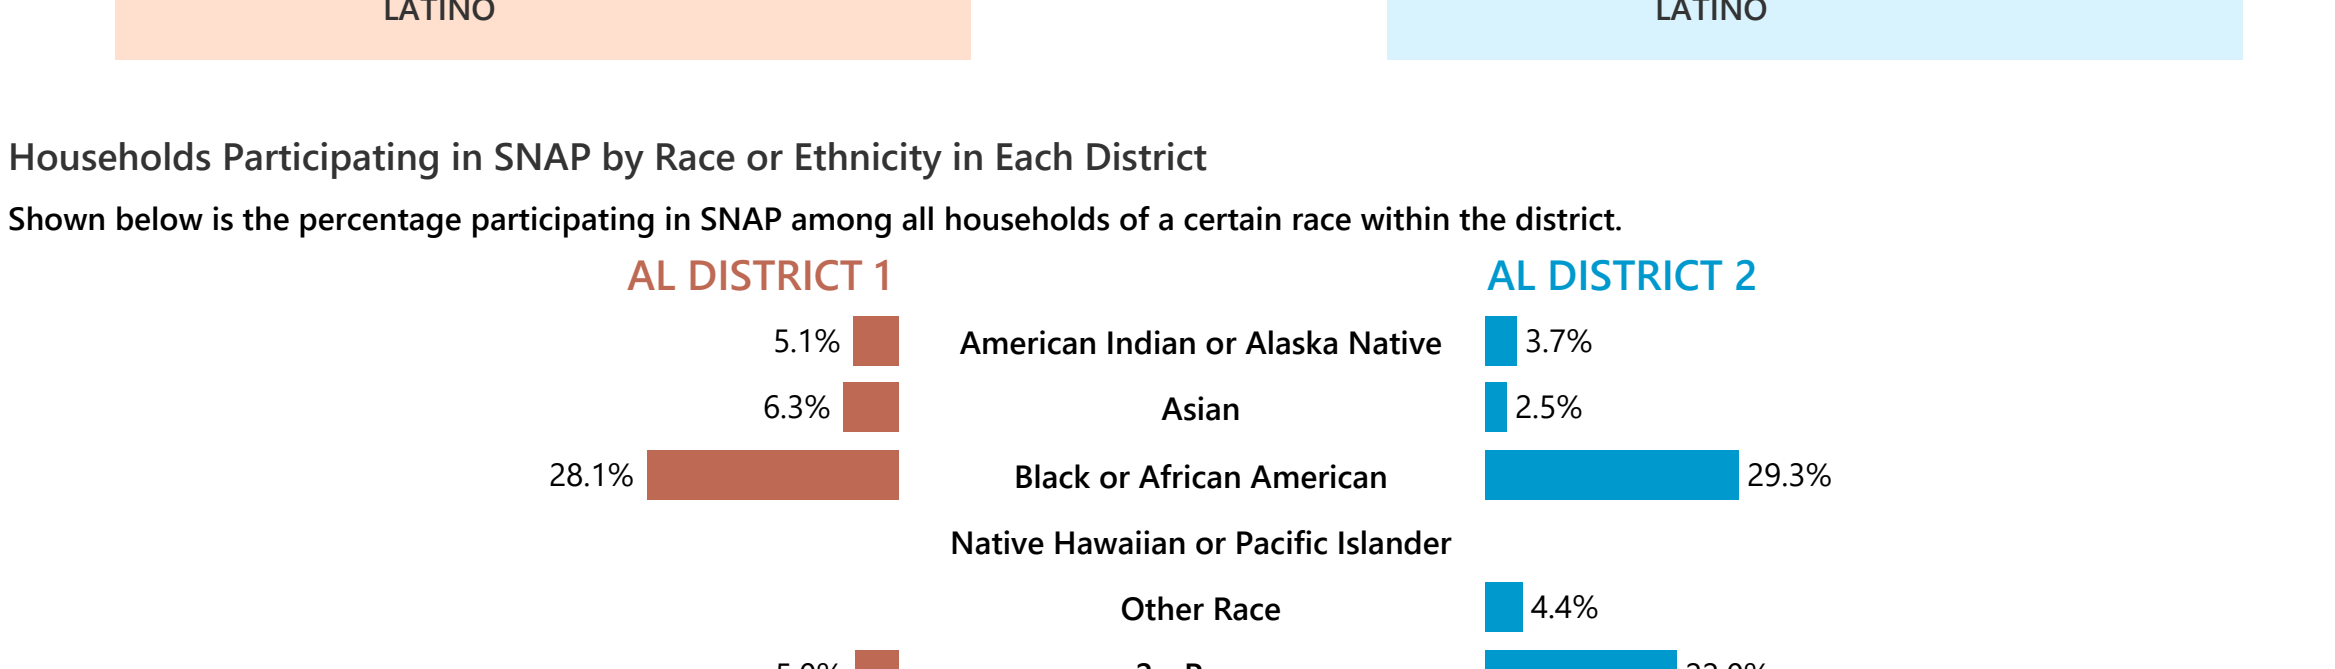 LATINO LATINO
Households Participating in SNAP by Race or Ethnicity in Each District
Shown below is the percentage participating in SNAP among all households of a certain race within the district.
AL DISTRICT 1 AL DISTRICT 2
5.1% American Indian or Alaska Native 3.7%
6.3% Asian 2.5%
28.1% Black or African American 29.3%
Native Hawaiian or Pacific Islander
Other Race 4.4%